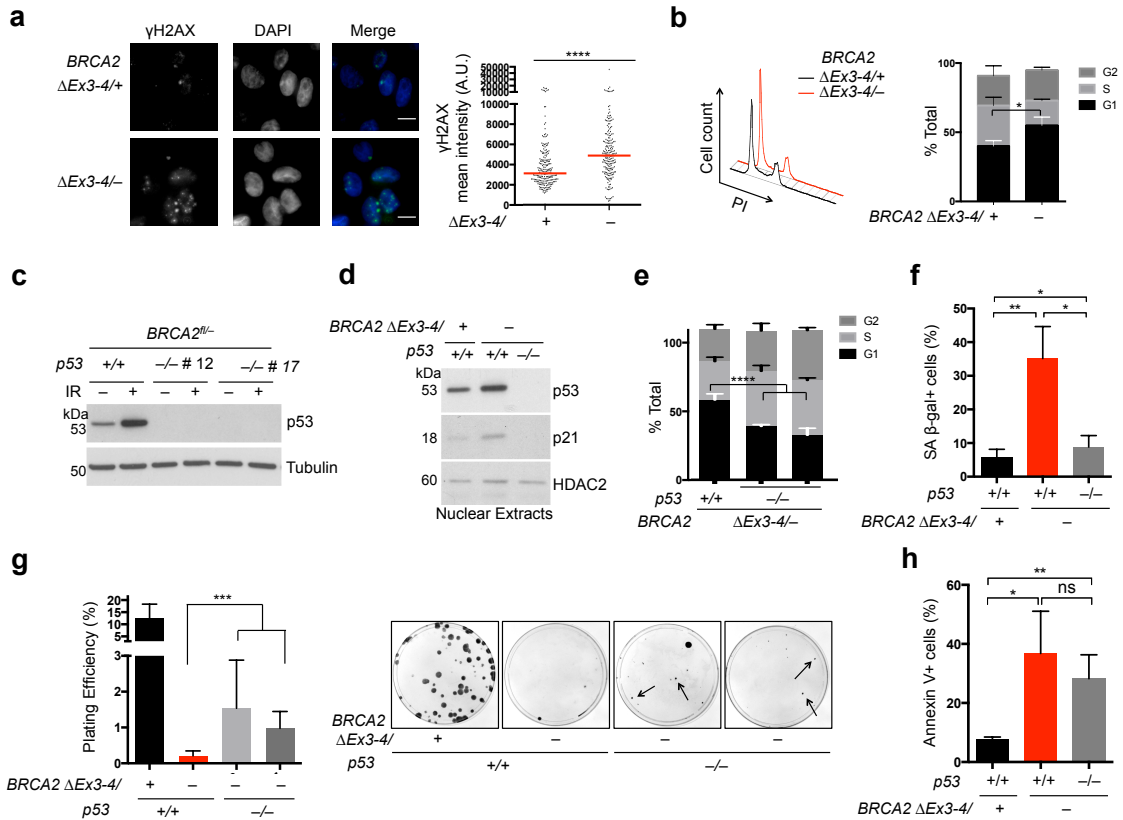 a
γH2AX DAPI Merge
BRCA2
ΔEx3-4/+
ΔEx3-4/–
γH2AX
mean intensity (A.U.)
****
50000
45000
40000
35000
30000
25000
20000
15000
10000
8000
6000
4000
2000
0
ΔEx3-4/ + –
b
BRCA2
ΔEx3-4/+
ΔEx3-4/–
Cell count
PI
% Total
100
50
0
*
G2
S
G1
BRCA2 ΔEx3-4/ + –
c
BRCA2fl/–
p53 +/+ –/– # 12 –/– # 17
IR – + – + – +
kDa
53 p53
50 Tubulin
d
BRCA2 ΔEx3-4/ + –
p53 +/+ +/+ –/–
kDa
53 p53
18 p21
60 HDAC2
Nuclear Extracts
e
% Total
100
50
0
****
G2
S
G1
p53 +/+ –/–
BRCA2 ΔEx3-4/–
f
SA β-gal+ cells (%)
50
40
30
20
10
0
*
** *
p53 +/+ +/+ –/–
BRCA2 ΔEx3-4/ + –
g
Plating Efficiency (%)
20
15
10
5
3
2
1
0
***
BRCA2 ΔEx3-4/ + – – –
p53 +/+ –/–
BRCA2
ΔEx3-4/ + – – –
p53 +/+ –/–
h
Annexin V+ cells (%)
60
40
20
0
**
* ns
p53 +/+ +/+ –/–
BRCA2 ΔEx3-4/ + –